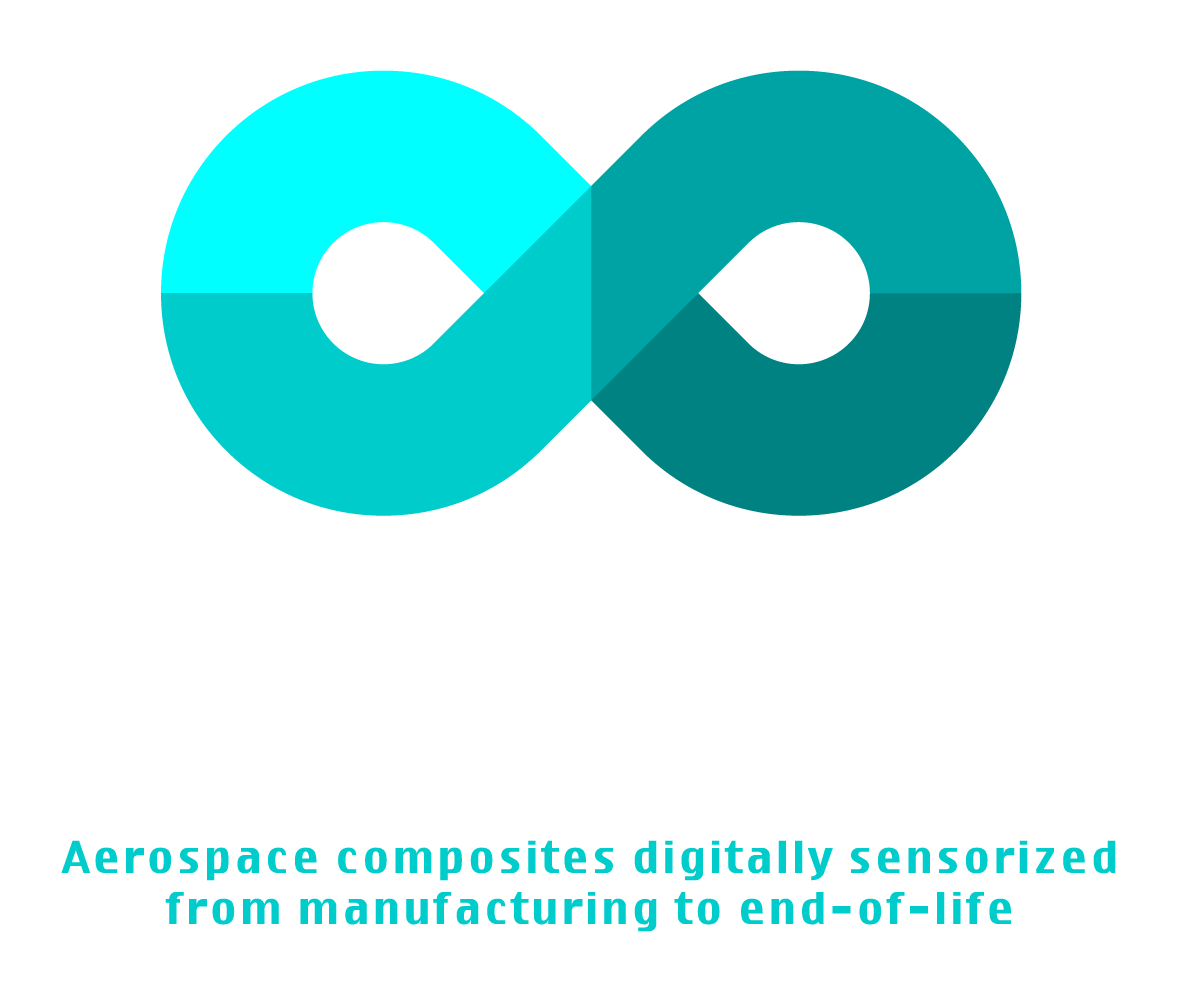 Aerospace composites digitally sensorized
from manufacturing to end-of-life